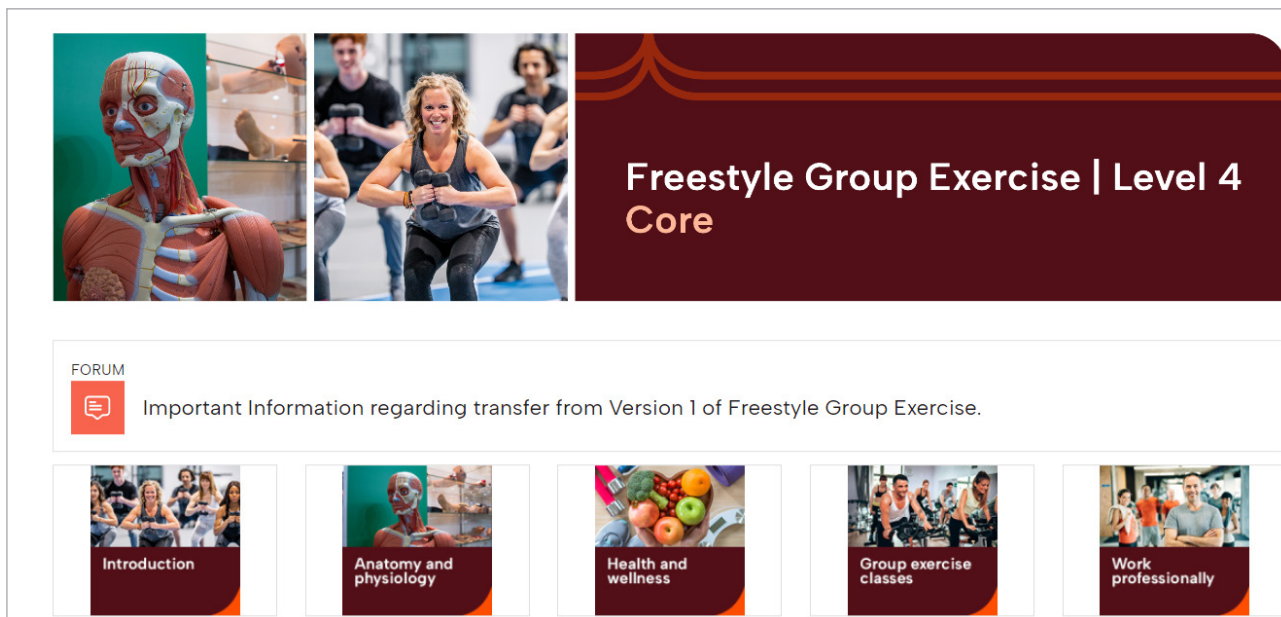 Freestyle Group Exercise | Level 4
Core
FORUM
Important Information regarding transfer from Version 1 of Freestyle Group Exercise.
Introduction
Anatomy and
physiology
Health and
wellness
Group exercise
classes
Work
professionally